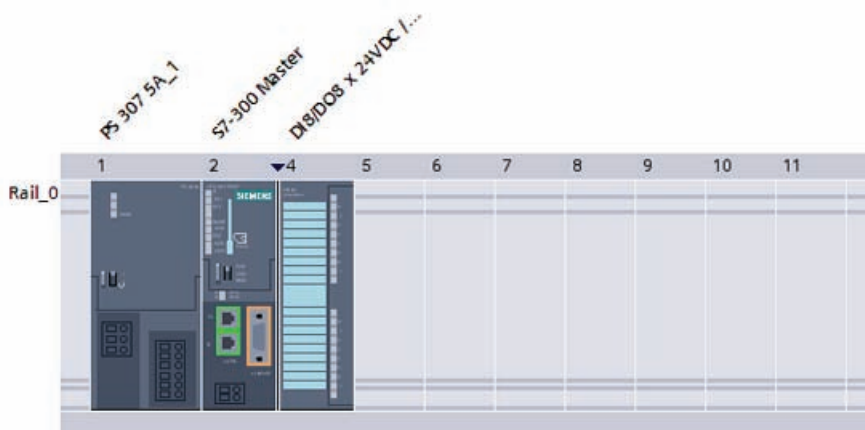 PS 307 5A_1
S7-300 Master
DI8/DO8 x 24VDC /...
1 2 4 5 6 7 8 9 10 11
Rail_0
SIEMENS